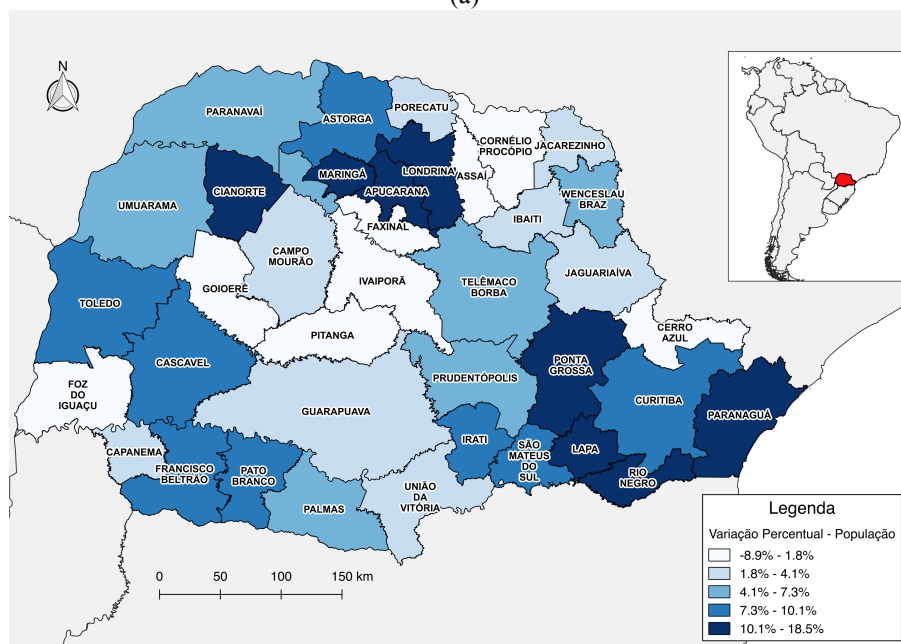 (a)
N
PARANAVAÍ
ASTORGA
PORECATU
CORNÉLIO
PROCÓPIO
JACAREZINHO
LONDRINA
ASSAÍ
MARINGÁ
APUCARANA
CIANORTE
UMUARAMA
WENCESLAU
BRAZ
IBAITI
FAXINAL
CAMPO
MOURÃO
GOIOERÊ
IVAIPORÃ
TELÊMACO
BORBA
JAGUARIAÍVA
TOLEDO
PITANGA
CERRO
AZUL
CASCAVEL
PONTA
GROSSA
FOZ
DO
IGUAÇU
PRUDENTÓPOLIS
CURITIBA
PARANAGUÁ
GUARAPUAVA
IRATI
SÃO
MATEUS
DO
SUL
LAPA
CAPANEMA
FRANCISCO
BELTRÃO
PATO
BRANCO
RIO
NEGRO
UNIÃO
DA
VITÓRIA
PALMAS
0 50 100 150 km
Legenda
Variação Percentual - População
-8.9% - 1.8%
1.8% - 4.1%
4.1% - 7.3%
7.3% - 10.1%
10.1% - 18.5%